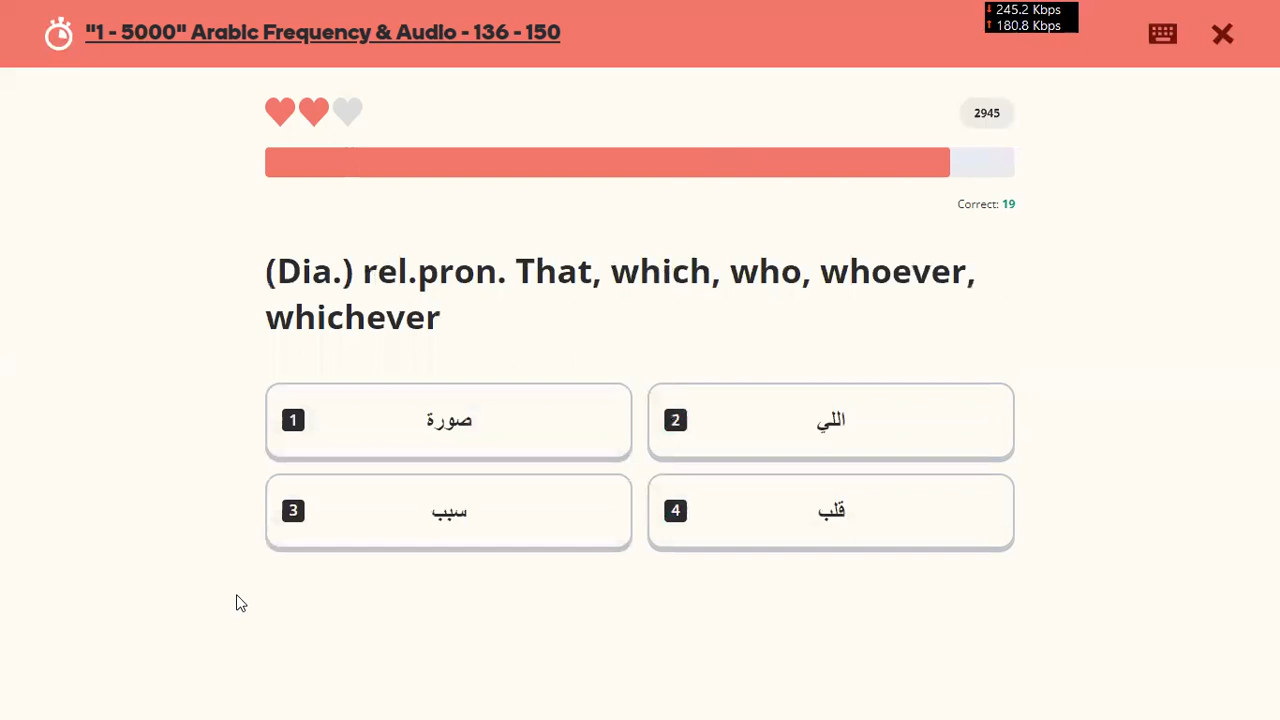 "1 - 5000" Arabic Frequency & Audio - 136 - 150
245.2 Kbps
180.8 Kbps
2945
Correct: 19
(Dia.) rel.pron. That, which, who, whoever,
whichever
1 صورة
2 اللي
3 سبب
4 قلب